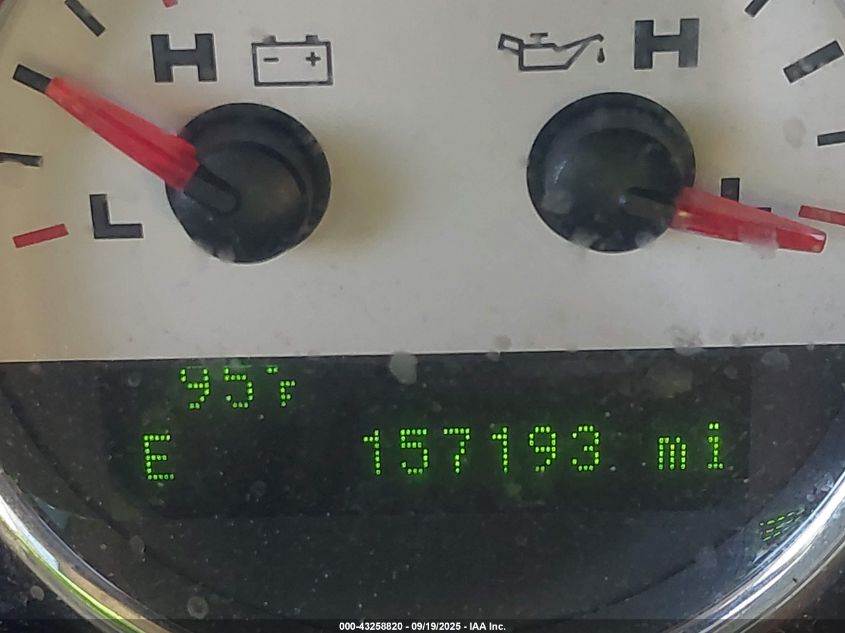 H - + H
L L
95°F
E 157193 mi
000-43258820 - 09/19/2025 - IAA Inc.